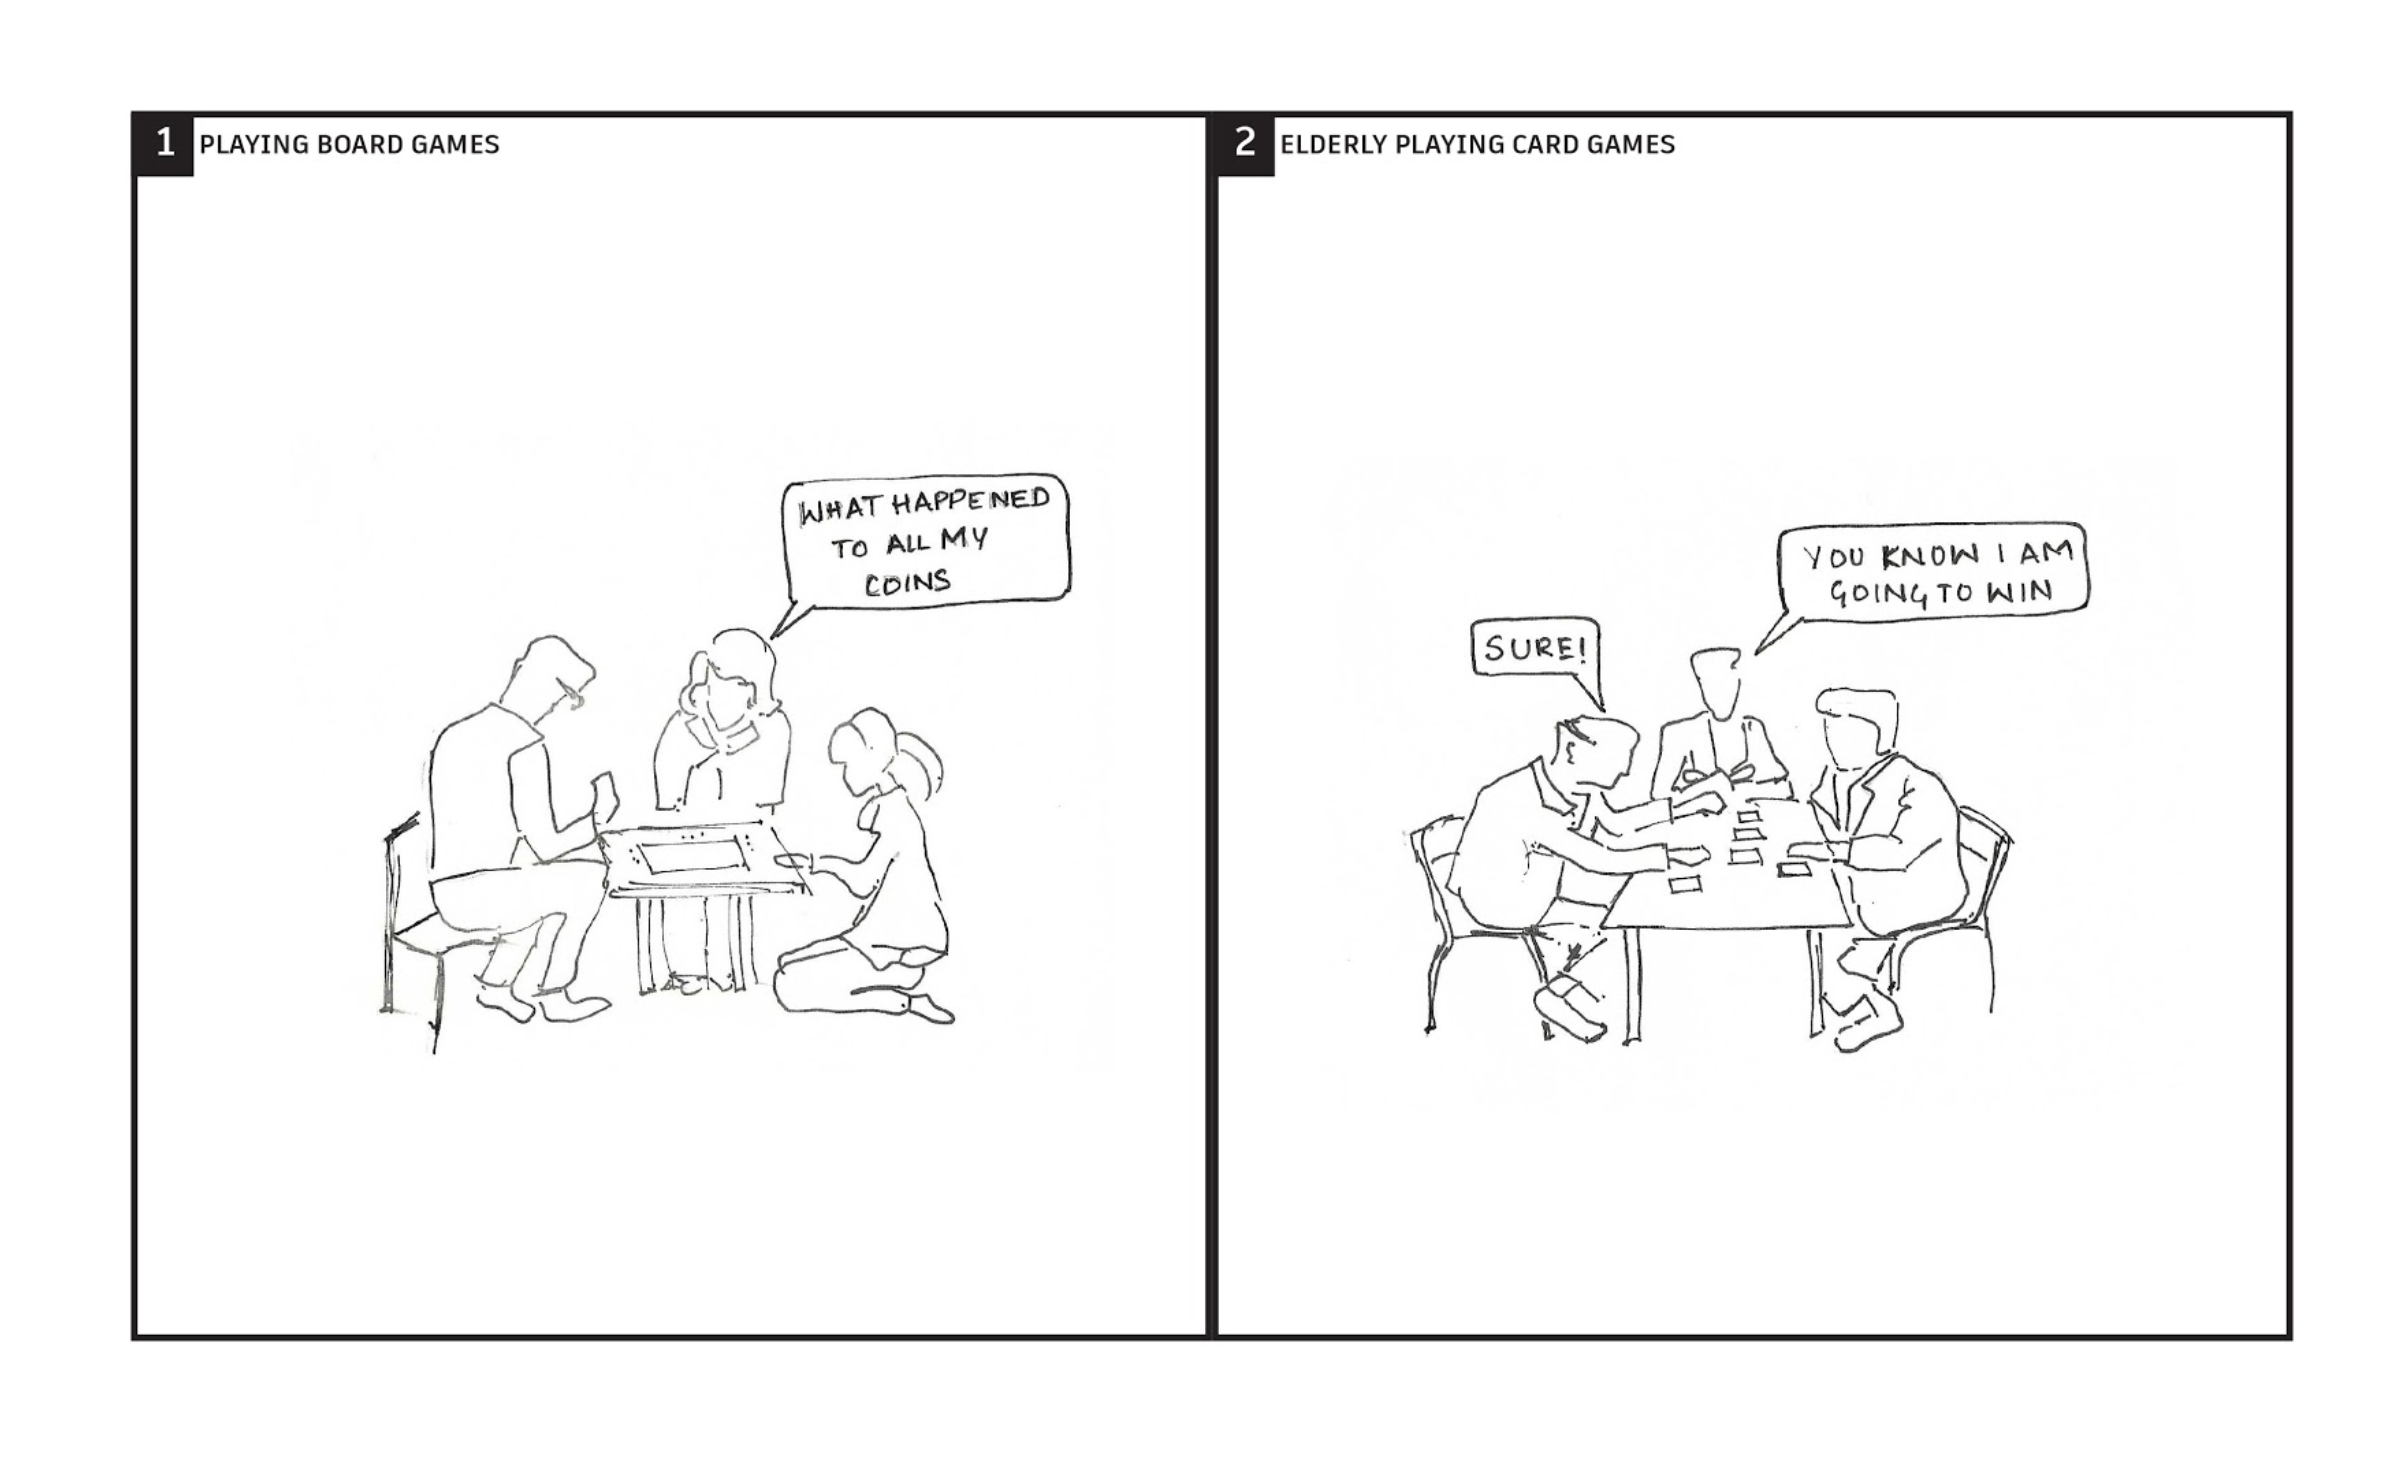 1 PLAYING BOARD GAMES
WHAT HAPPENED
TO ALL MY
COINS
2 ELDERLY PLAYING CARD GAMES
YOU KNOW I AM
GOING TO WIN
SURE!